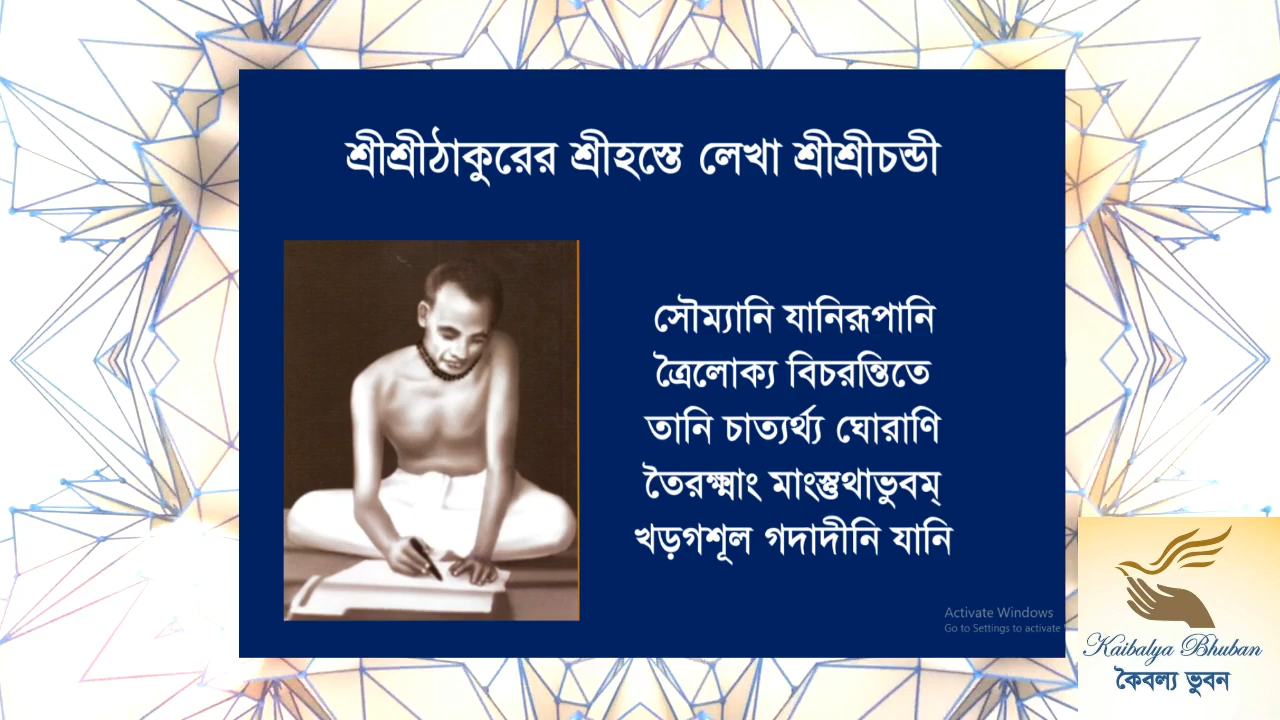 শ্রীশ্রীঠাকুরের শ্রীহস্তে লেখা শ্রীশ্রীচন্ডী
সৌম্যানি যানিরূপানি
ত্রৈলোক্য বিচরন্তিতে
তানি চাত্যর্থ্য ঘোরাণি
তৈরক্ষ্মাং মাংস্তুথাভুবম্
খড়গশূল গদাদীনি যানি
Activate Windows
Go to Settings to activate
Kaibalya Bhuban
কৈবল্য ভুবন